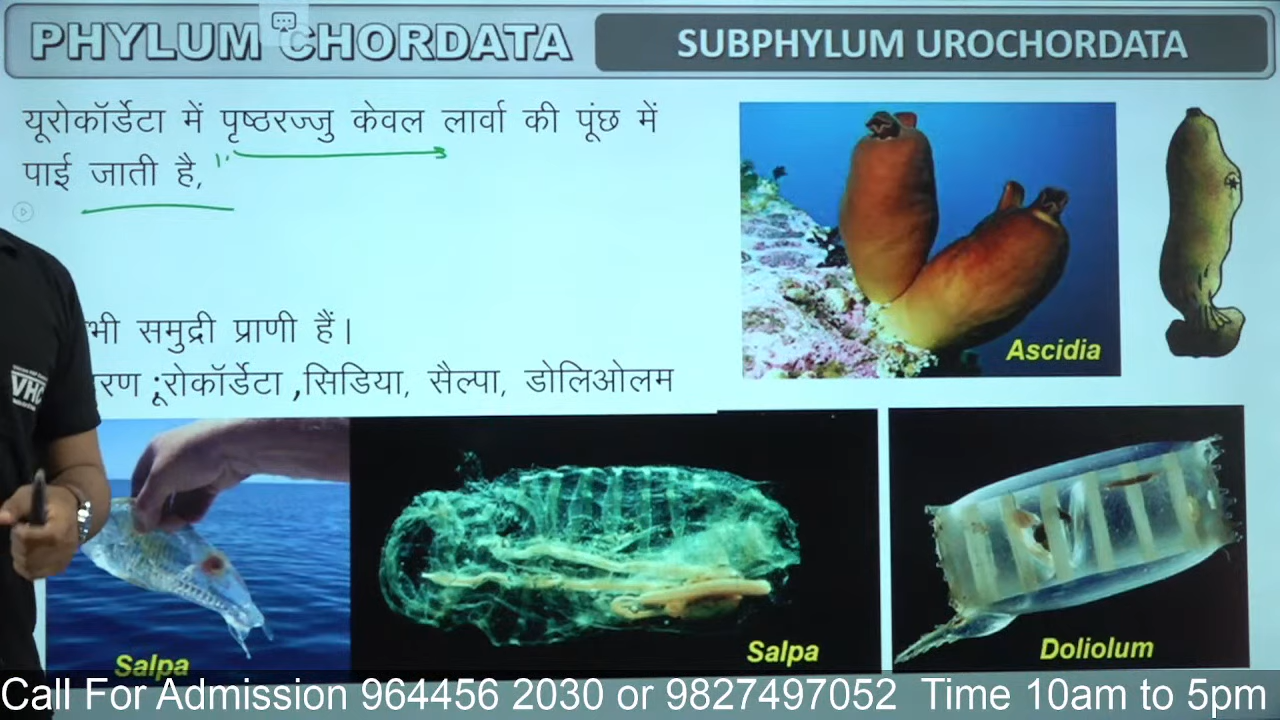 PHYLUM CHORDATA
SUBPHYLUM UROCHORDATA
यूरोकॉर्डेटा में पृष्ठरज्जु केवल लार्वा की पूंछ में
पाई जाती है,
भी समुद्री प्राणी हैं।
रण ;ूरोकॉर्डेटा ,सिडिया, सैल्पा, डोलिओलम
Ascidia
VHC
Salpa
Salpa
Doliolum
Call For Admission 964456 2030 or 9827497052 Time 10am to 5pm